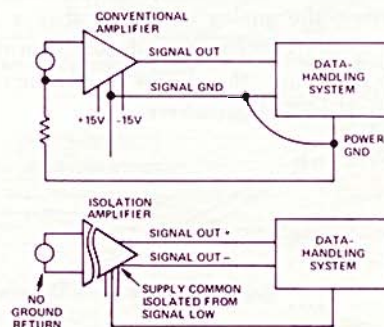 CONVENTIONAL
AMPLIFIER
SIGNAL OUT
SIGNAL GND
DATA-
HANDLING
SYSTEM
+15V
-15V
POWER
GND
ISOLATION
AMPLIFIER
SIGNAL OUT +
SIGNAL OUT -
DATA-
HANDLING
SYSTEM
NO
GROUND
RETURN
SUPPLY COMMON
ISOLATED FROM
SIGNAL LOW